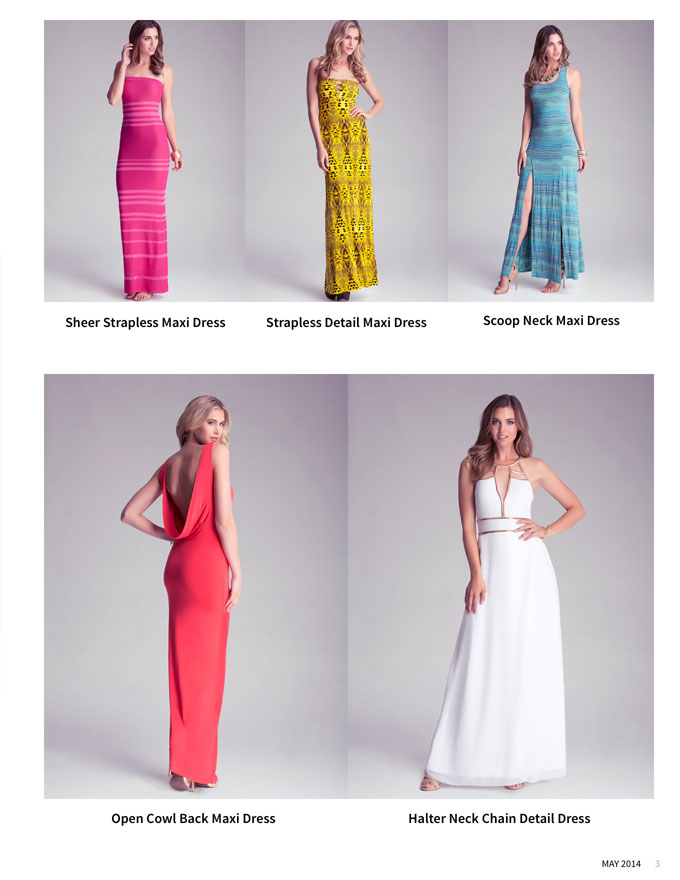 Sheer Strapless Maxi Dress
Strapless Detail Maxi Dress
Scoop Neck Maxi Dress
Open Cowl Back Maxi Dress
Halter Neck Chain Detail Dress
MAY 2014 3